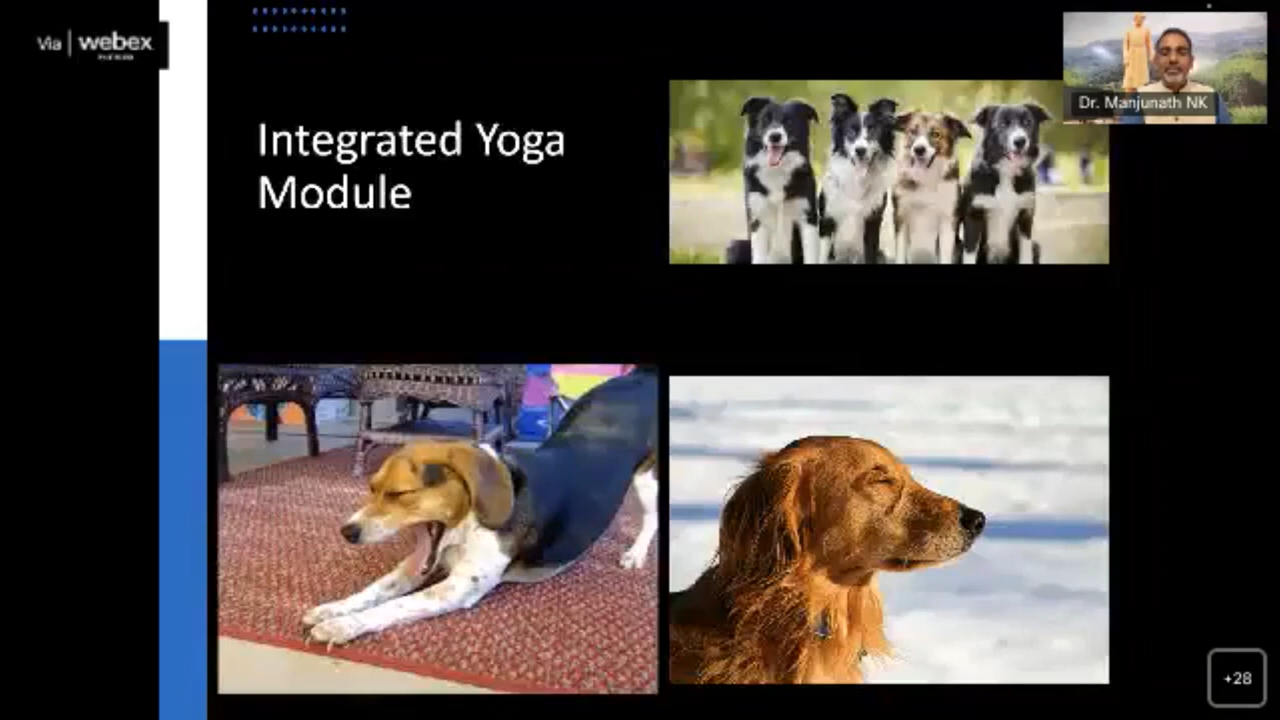 Via webex
Integrated Yoga
Module
Dr. Manjunath NK
+28